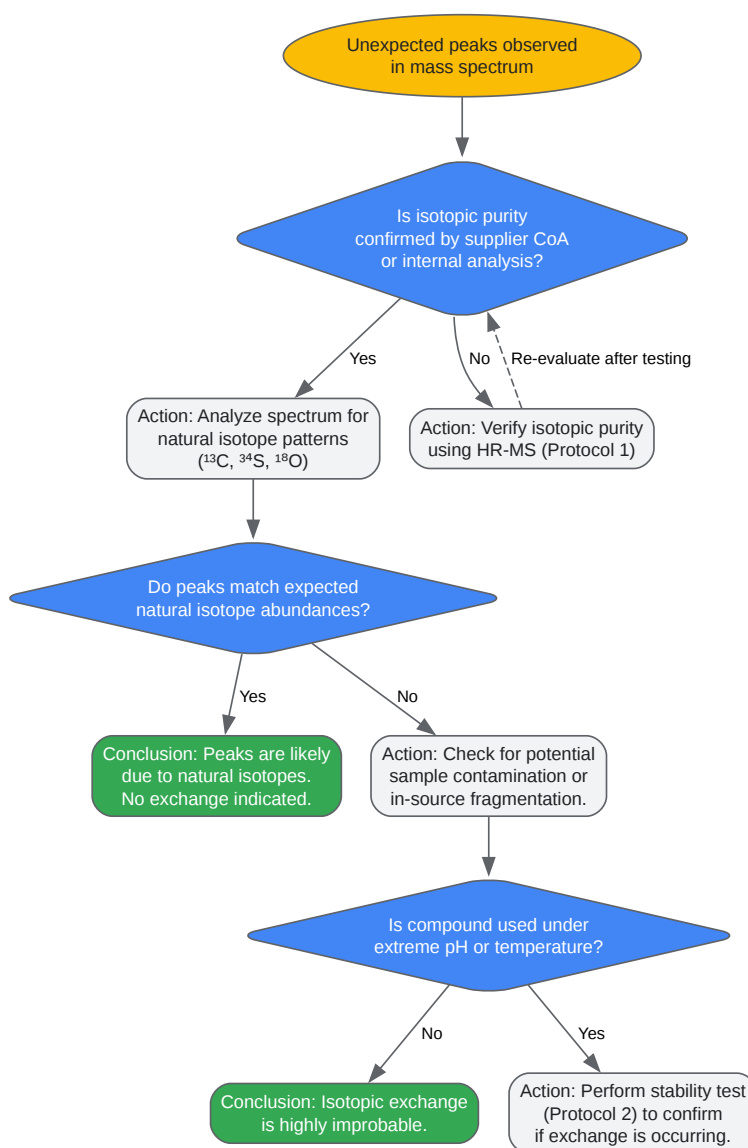 Unexpected peaks observed
in mass spectrum
Is isotopic purity
confirmed by supplier CoA
or internal analysis?
Yes
No
Re-evaluate after testing
Action: Analyze spectrum for
natural isotope patterns
(¹³C, ³⁴S, ¹⁸O)
Action: Verify isotopic purity
using HR-MS (Protocol 1)
Do peaks match expected
natural isotope abundances?
Yes
No
Conclusion: Peaks are likely
due to natural isotopes.
No exchange indicated.
Action: Check for potential
sample contamination or
in-source fragmentation.
Is compound used under
extreme pH or temperature?
No
Yes
Conclusion: Isotopic exchange
is highly improbable.
Action: Perform stability test
(Protocol 2) to confirm
if exchange is occurring.